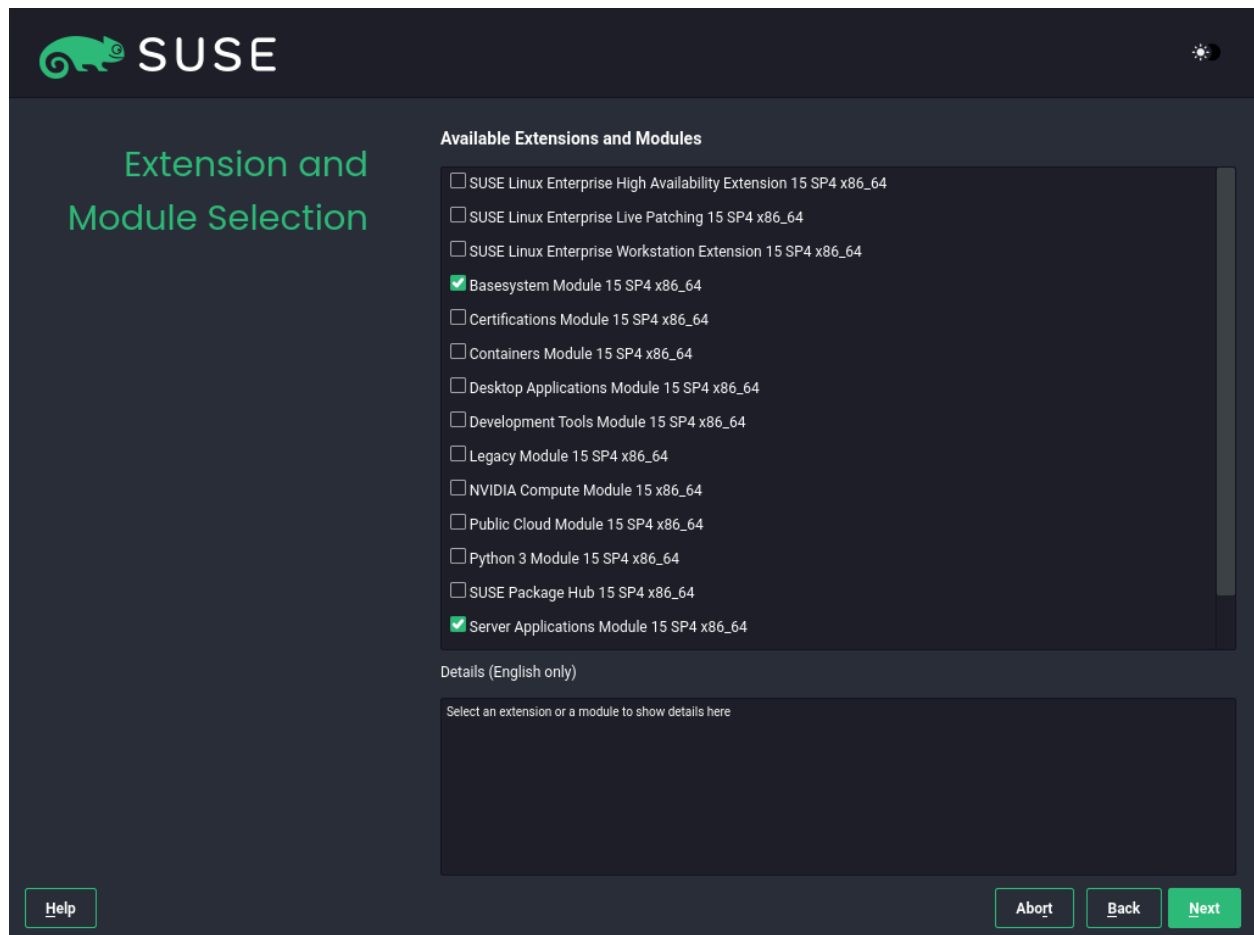 SUSE
Extension and
Module Selection
Available Extensions and Modules
SUSE Linux Enterprise High Availability Extension 15 SP4 x86_64
SUSE Linux Enterprise Live Patching 15 SP4 x86_64
SUSE Linux Enterprise Workstation Extension 15 SP4 x86_64
Basesystem Module 15 SP4 x86_64
Certifications Module 15 SP4 x86_64
Containers Module 15 SP4 x86_64
Desktop Applications Module 15 SP4 x86_64
Development Tools Module 15 SP4 x86_64
Legacy Module 15 SP4 x86_64
NVIDIA Compute Module 15 x86_64
Public Cloud Module 15 SP4 x86_64
Python 3 Module 15 SP4 x86_64
SUSE Package Hub 15 SP4 x86_64
Server Applications Module 15 SP4 x86_64
Details (English only)
Select an extension or a module to show details here
Help
Abort
Back
Next